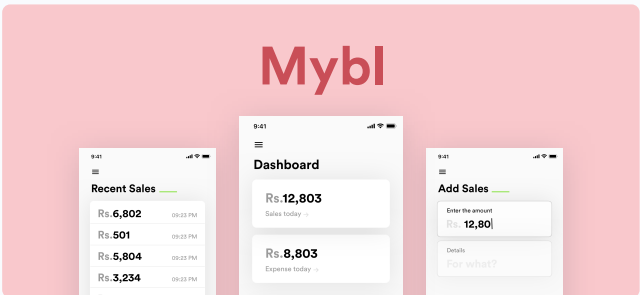 Mybl
9:41
Recent Sales
Rs.6,802 09:23 PM
Rs.501 09:23 PM
Rs.5,804 09:23 PM
Rs.3,234 09:23 PM
9:41
Dashboard
Rs.12,803
Sales today →
Rs.8,803
Expense today →
9:41
Add Sales
Enter the amount
Rs. 12,80
Details
For what?